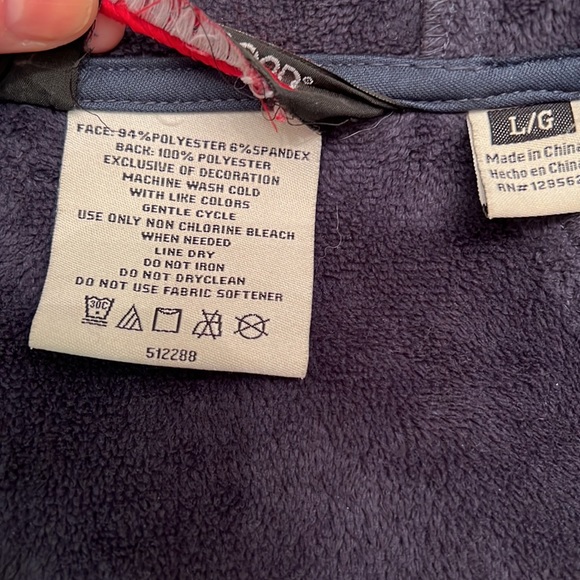 FACE: 94%POLYESTER 6%SPANDEX
BACK: 100% POLYESTER
EXCLUSIVE OF DECORATION
MACHINE WASH COLD
WITH LIKE COLORS
GENTLE CYCLE
USE ONLY NON CHLORINE BLEACH
WHEN NEEDED
LINE DRY
DO NOT IRON
DO NOT DRYCLEAN
DO NOT USE FABRIC SOFTENER
30C
512288
L/G
Made in China
Hecho en China
RN# 129562